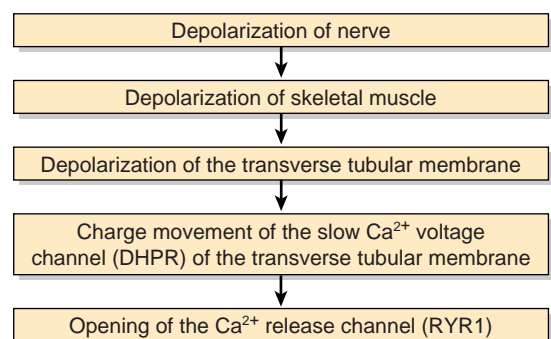 Depolarization of nerve
Depolarization of skeletal muscle
Depolarization of the transverse tubular membrane
Charge movement of the slow Ca²⁺ voltage
channel (DHPR) of the transverse tubular membrane
Opening of the Ca²⁺ release channel (RYR1)